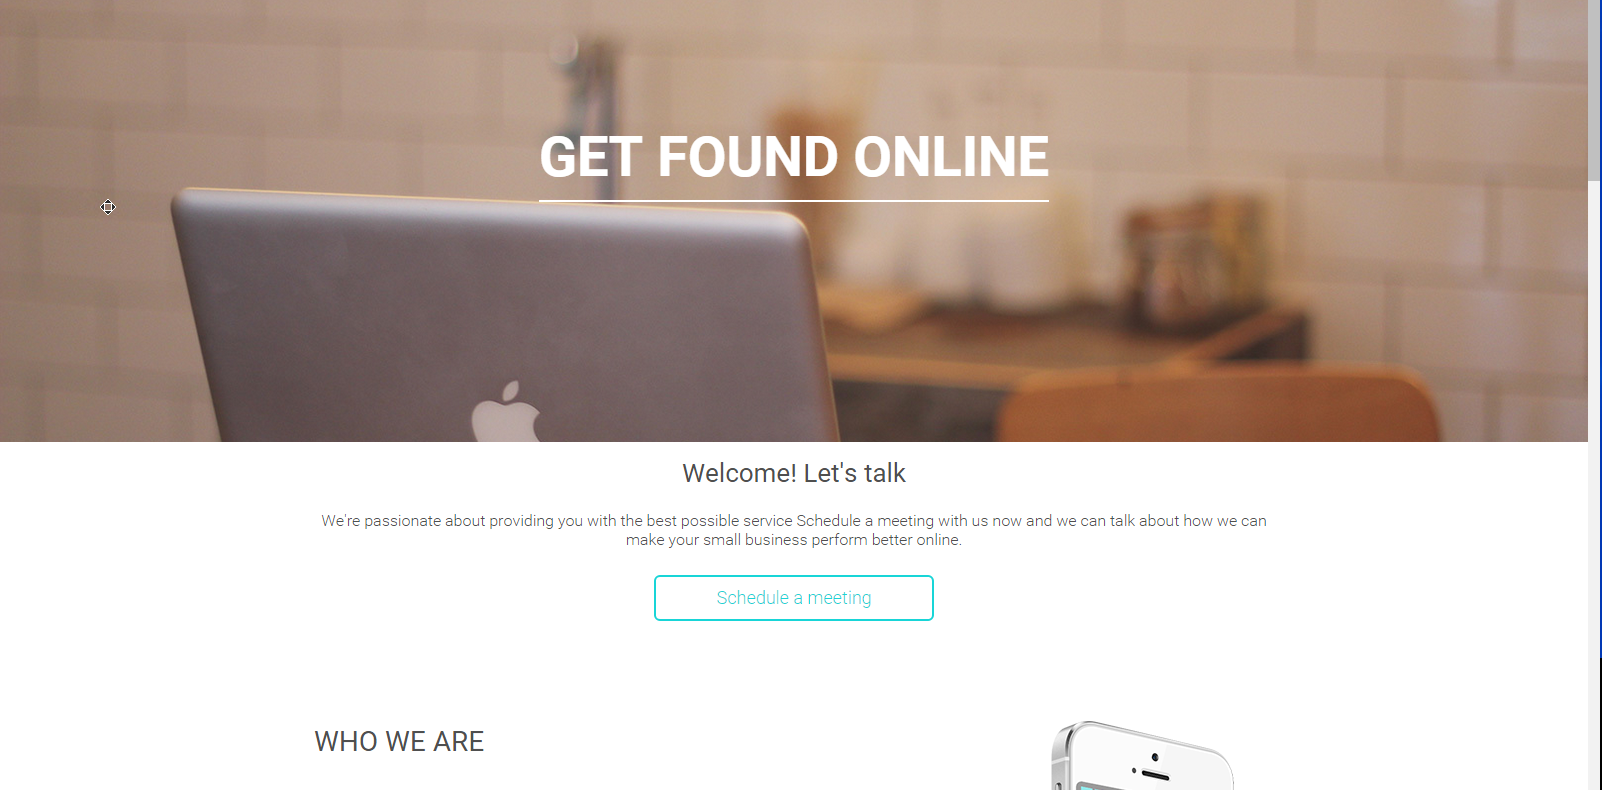 GET FOUND ONLINE
Welcome! Let's talk
We're passionate about providing you with the best possible service Schedule a meeting with us now and we can talk about how we can
make your small business perform better online.
Schedule a meeting
WHO WE ARE